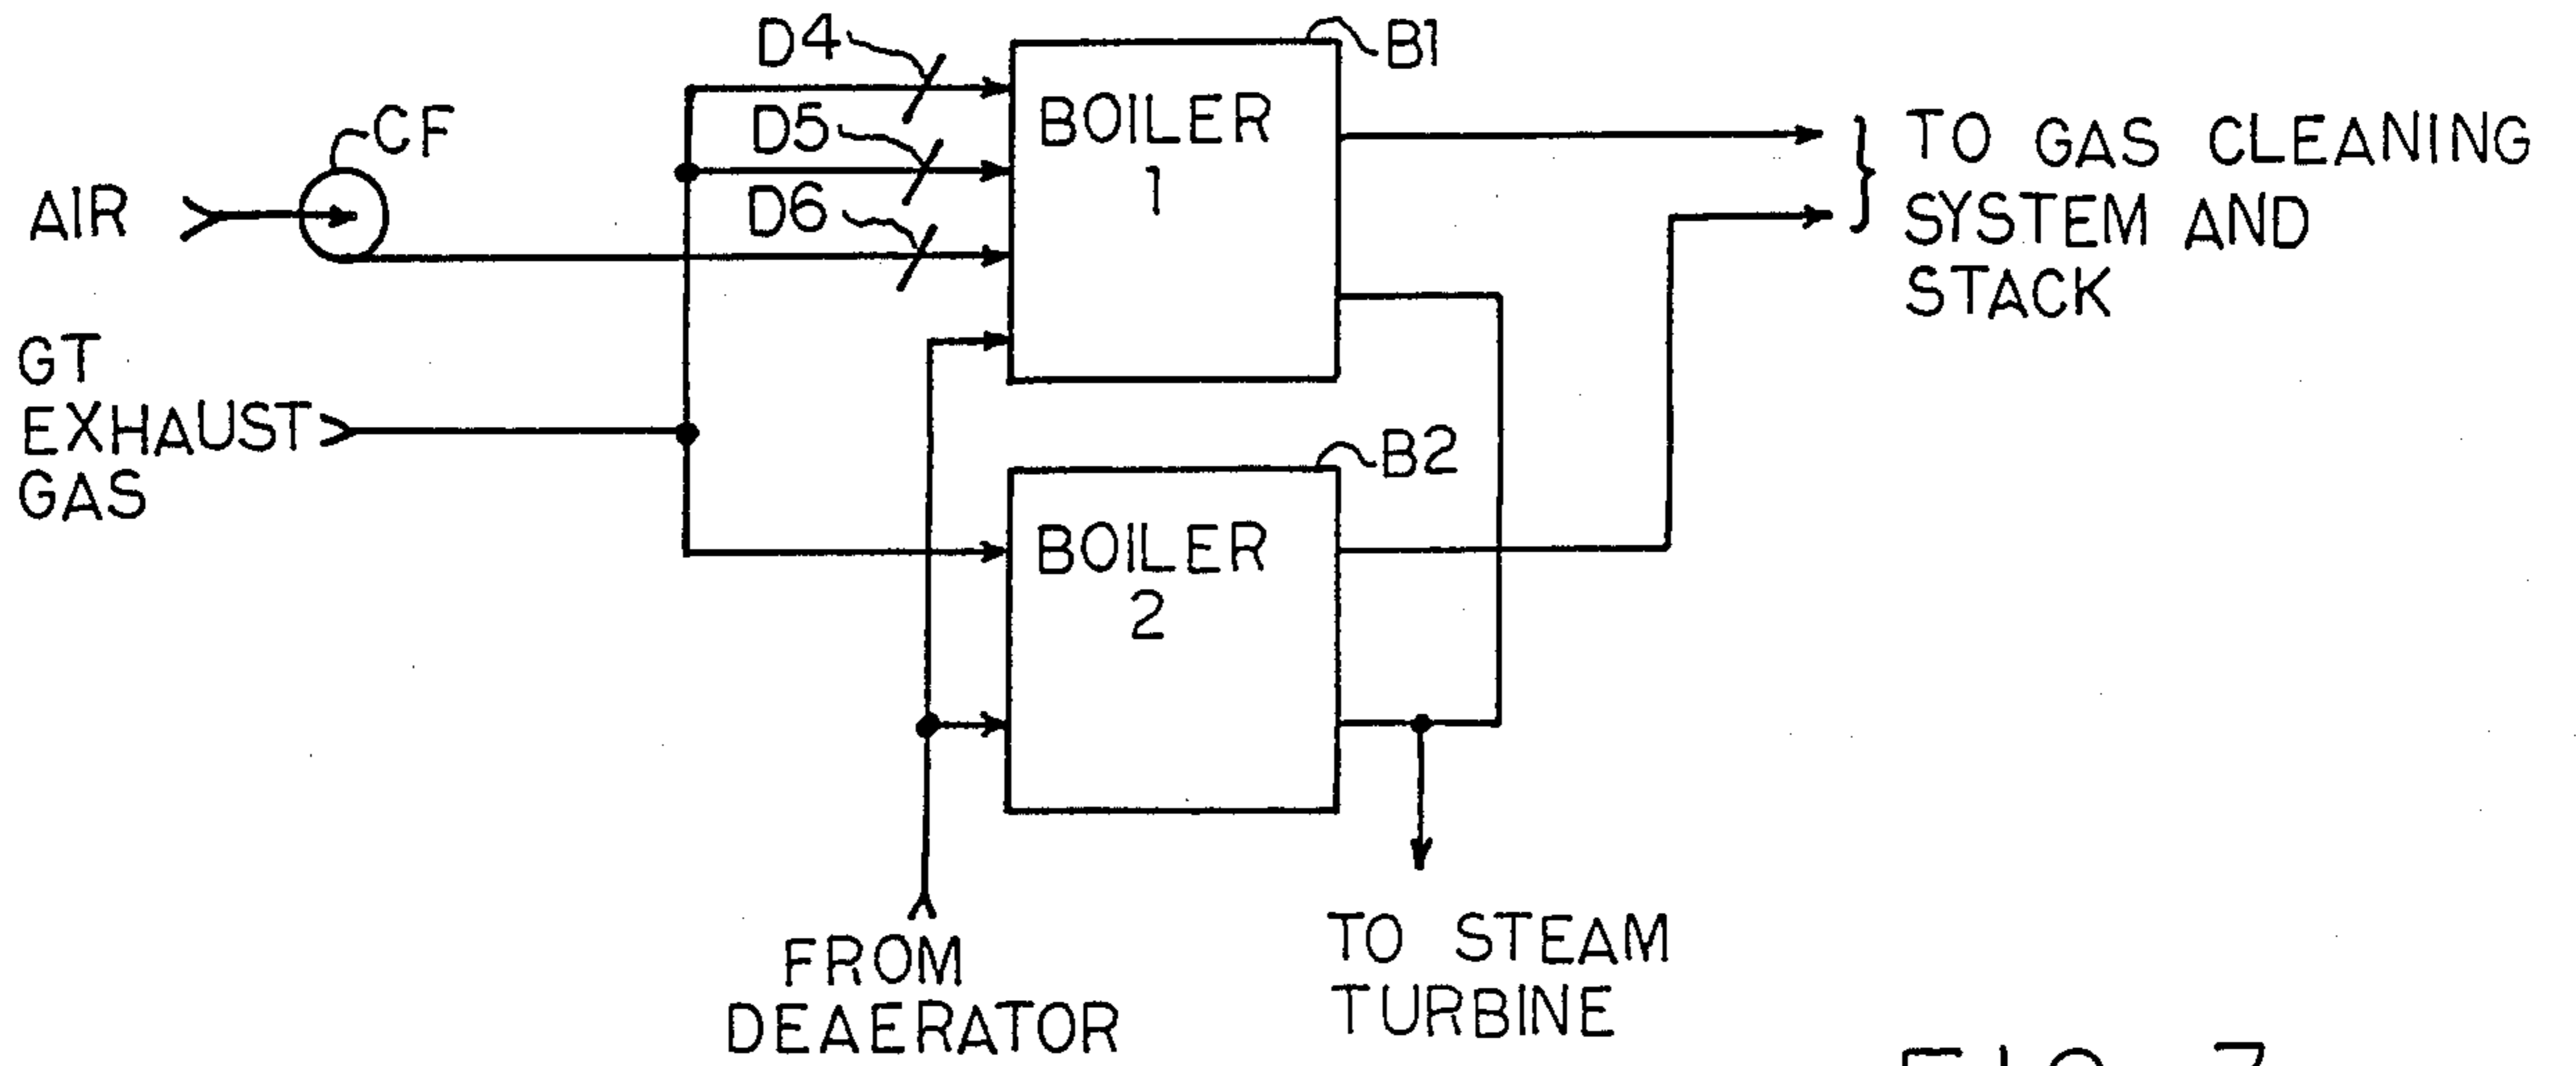 D4
B1
BOILER
1
D5
D6
CF
AIR
TO GAS CLEANING
SYSTEM AND
STACK
GT
EXHAUST
GAS
B2
BOILER
2
FROM
DEAERATOR
TO STEAM
TURBINE